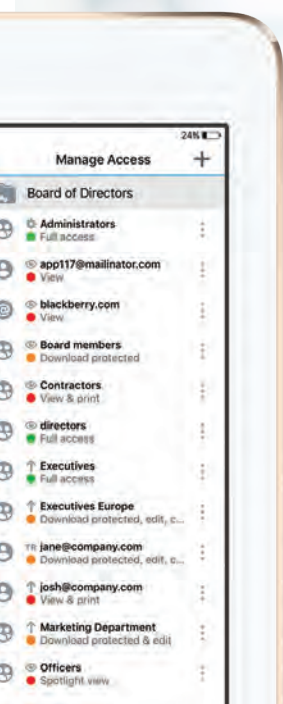 24%
Manage Access +
Board of Directors
Administrators
Full access
app117@mailinator.com
View
@ blackberry.com
View
Board members
Download protected
Contractors
View & print
directors
Full access
↑ Executives
Full access
↑ Executives Europe
Download protected, edit, c...
TR jane@company.com
Download protected, edit, c...
↑ josh@company.com
View & print
↑ Marketing Department
Download protected & edit
Officers
Spotlight view